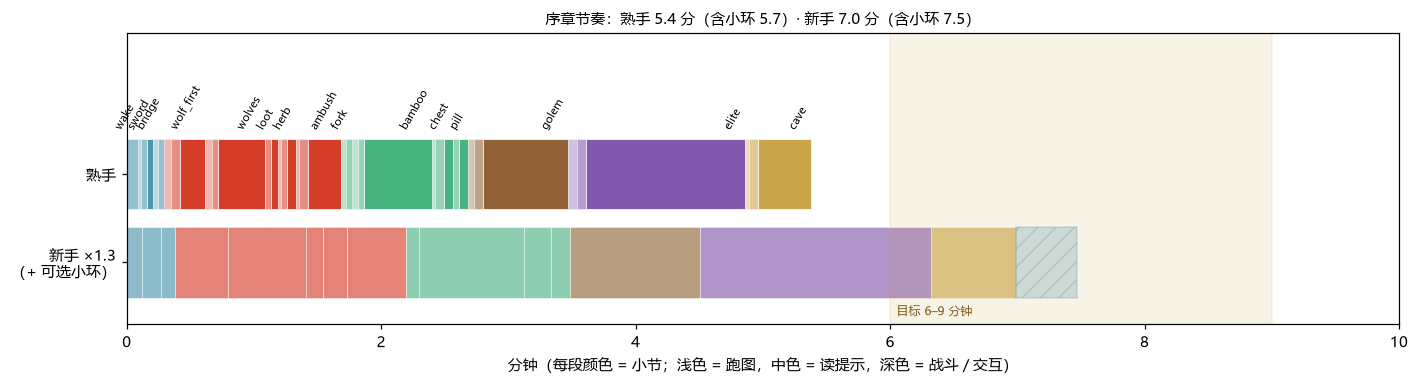 序章节奏：熟手 5.4 分（含小环 5.7）· 新手 7.0 分（含小环 7.5）
wake
sword
bridge
wolf_first
wolves
loot
herb
ambush
fork
bamboo
chest
pill
golem
elite
cave
熟手
新手 ×1.3
（+ 可选小环）
目标 6–9 分钟
0
2
4
6
8
10
分钟（每段颜色 = 小节；浅色 = 跑图，中色 = 读提示，深色 = 战斗 / 交互）